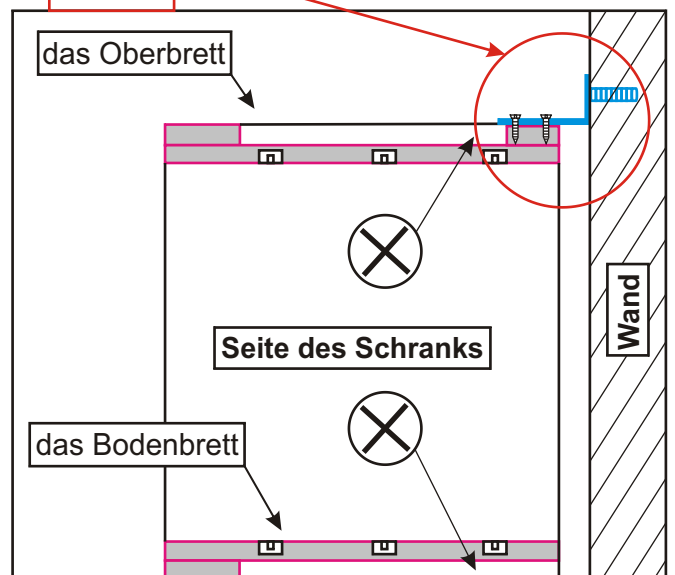 das Oberbrett
Wand
Seite des Schranks
das Bodenbrett